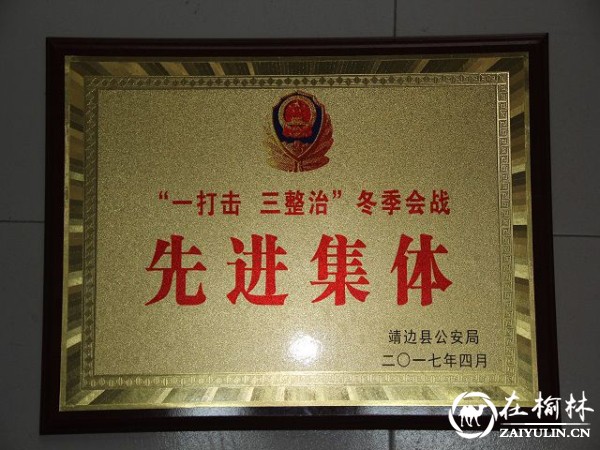 “一打击 三整治”冬季会战
先进集体
靖边县公安局
二〇一七年四月
在榆林
ZAIYULIN.CN